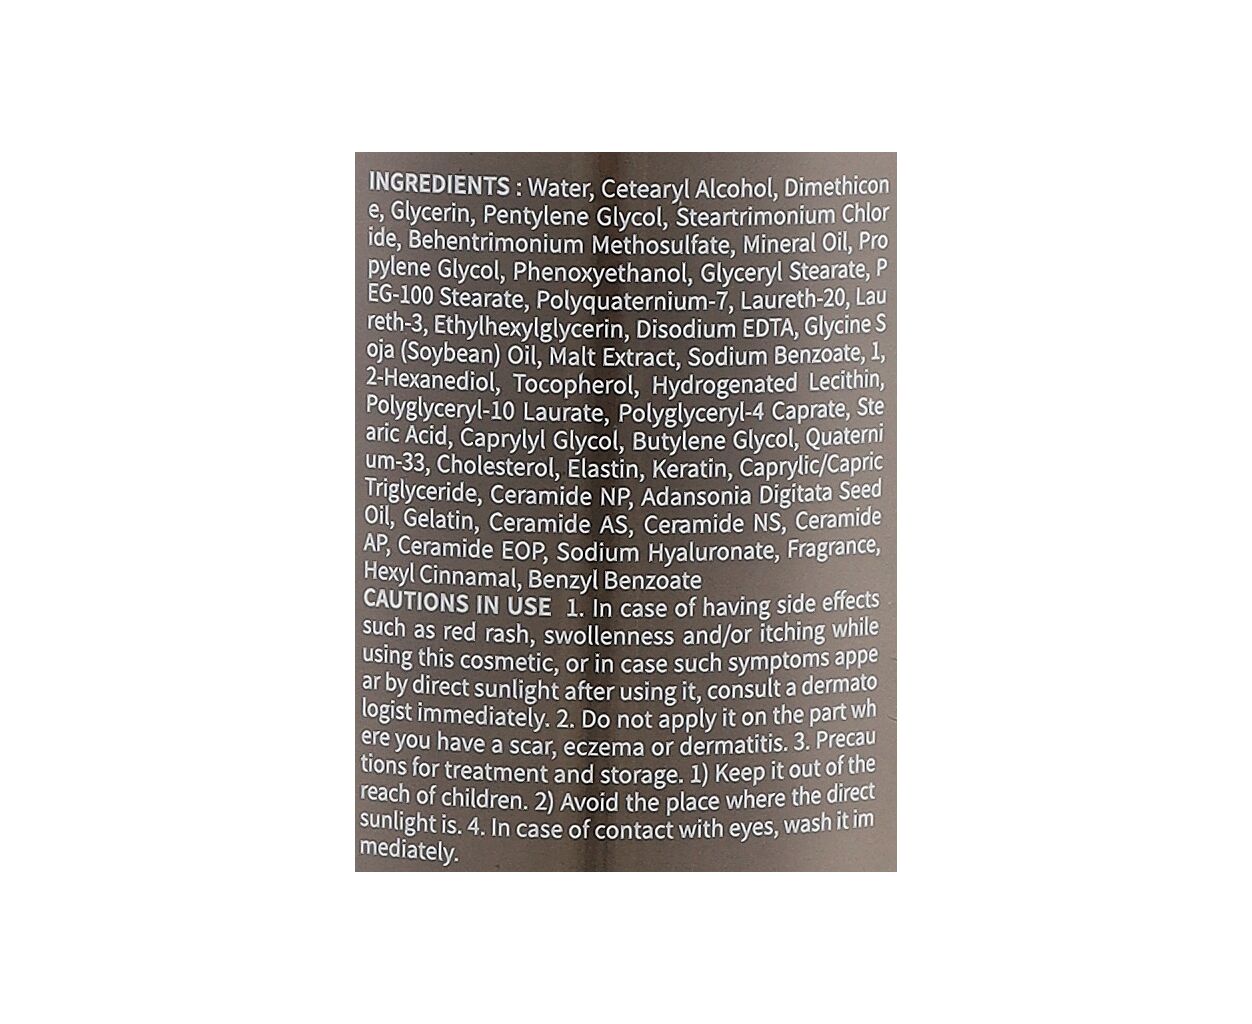 INGREDIENTS : Water, Cetearyl Alcohol, Dimethicon
e, Glycerin, Pentylene Glycol, Steartrimonium Chlor
ide, Behentrimonium Methosulfate, Mineral Oil, Pro
pylene Glycol, Phenoxyethanol, Glyceryl Stearate, P
EG-100 Stearate, Polyquaternium-7, Laureth-20, Lau
reth-3, Ethylhexylglycerin, Disodium EDTA, Glycine S
oja (Soybean) Oil, Malt Extract, Sodium Benzoate, 1,
2-Hexanediol, Tocopherol, Hydrogenated Lecithin,
Polyglyceryl-10 Laurate, Polyglyceryl-4 Caprate, Ste
aric Acid, Caprylyl Glycol, Butylene Glycol, Quaterni
um-33, Cholesterol, Elastin, Keratin, Caprylic/Capric
Triglyceride, Ceramide NP, Adansonia Digitata Seed
Oil, Gelatin, Ceramide AS, Ceramide NS, Ceramide
AP, Ceramide EOP, Sodium Hyaluronate, Fragrance,
Hexyl Cinnamal, Benzyl Benzoate
CAUTIONS IN USE 1. In case of having side effects
such as red rash, swollenness and/or itching while
using this cosmetic, or in case such symptoms appe
ar by direct sunlight after using it, consult a dermato
logist immediately. 2. Do not apply it on the part wh
ere you have a scar, eczema or dermatitis. 3. Precau
tions for treatment and storage. 1) Keep it out of the
reach of children. 2) Avoid the place where the direct
sunlight is. 4. In case of contact with eyes, wash it im
mediately.